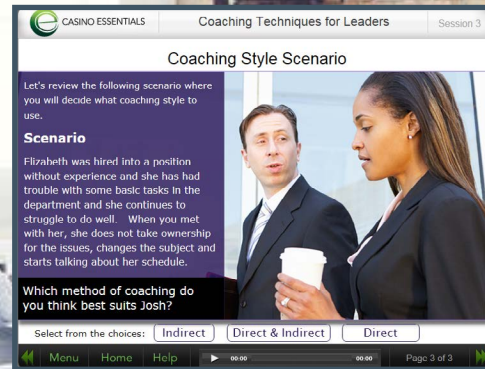 CASINO ESSENTIALS
Coaching Techniques for Leaders
Session 3
Coaching Style Scenario
Let's review the following scenario where
you will decide what coaching style to
use.
Scenario
Elizabeth was hired into a position
without experience and she has had
trouble with some basic tasks in the
department and she continues to
struggle to do well. When you met
with her, she does not take ownership
for the issues, changes the subject and
starts talking about her schedule.
Which method of coaching do
you think best suits Josh?
Select from the choices: Indirect Direct & Indirect Direct
Menu Home Help 00:00 00:00 Page 3 of 3